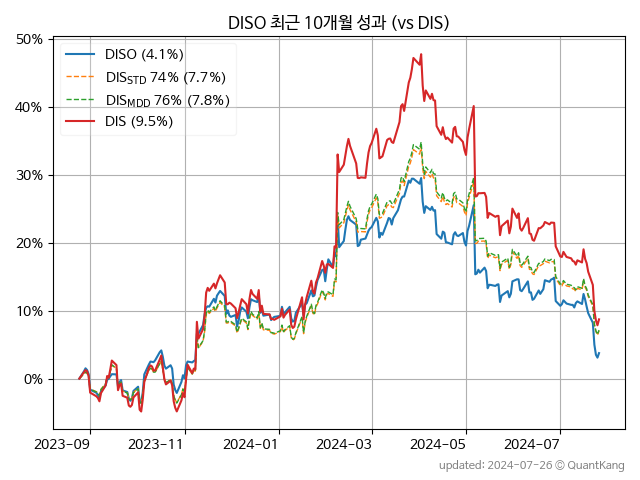 DISO 최근 10개월 성과 (vs DIS)
50%
40%
30%
20%
10%
0%
DISO (4.1%)
DIS_STD 74% (7.7%)
DIS_MDD 76% (7.8%)
DIS (9.5%)
2023-09
2023-11
2024-01
2024-03
2024-05
2024-07
updated: 2024-07-26 © QuantKang